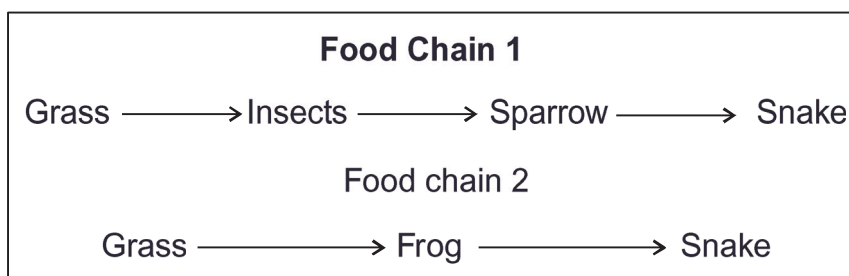 Food Chain 1
Grass Insects Sparrow Snake
Food chain 2
Grass Frog Snake